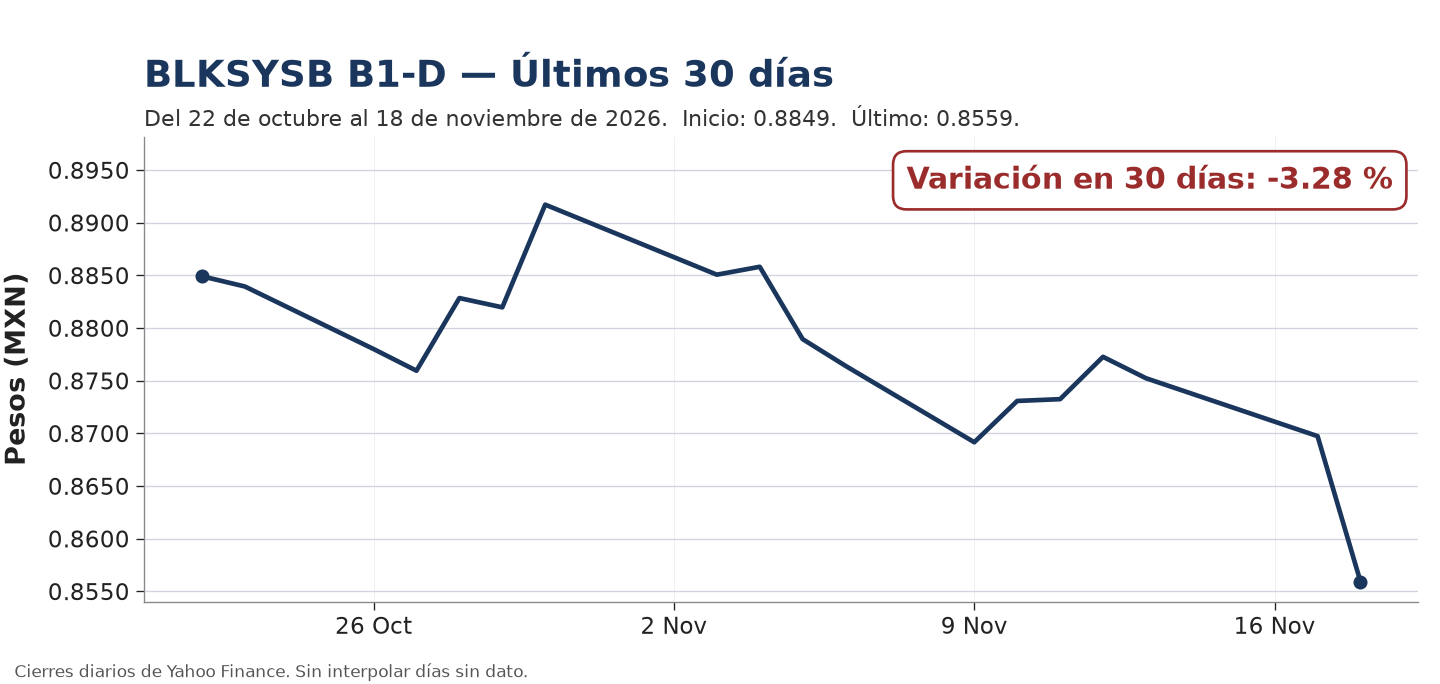 BLKSYSB B1-D — Últimos 30 días
Del 22 de octubre al 18 de noviembre de 2026.  Inicio: 0.8849.  Último: 0.8559.
Variación en 30 días: -3.28 %
Pesos (MXN)
0.8950
0.8900
0.8850
0.8800
0.8750
0.8700
0.8650
0.8600
0.8550
26 Oct
2 Nov
9 Nov
16 Nov
Cierres diarios de Yahoo Finance. Sin interpolar días sin dato.